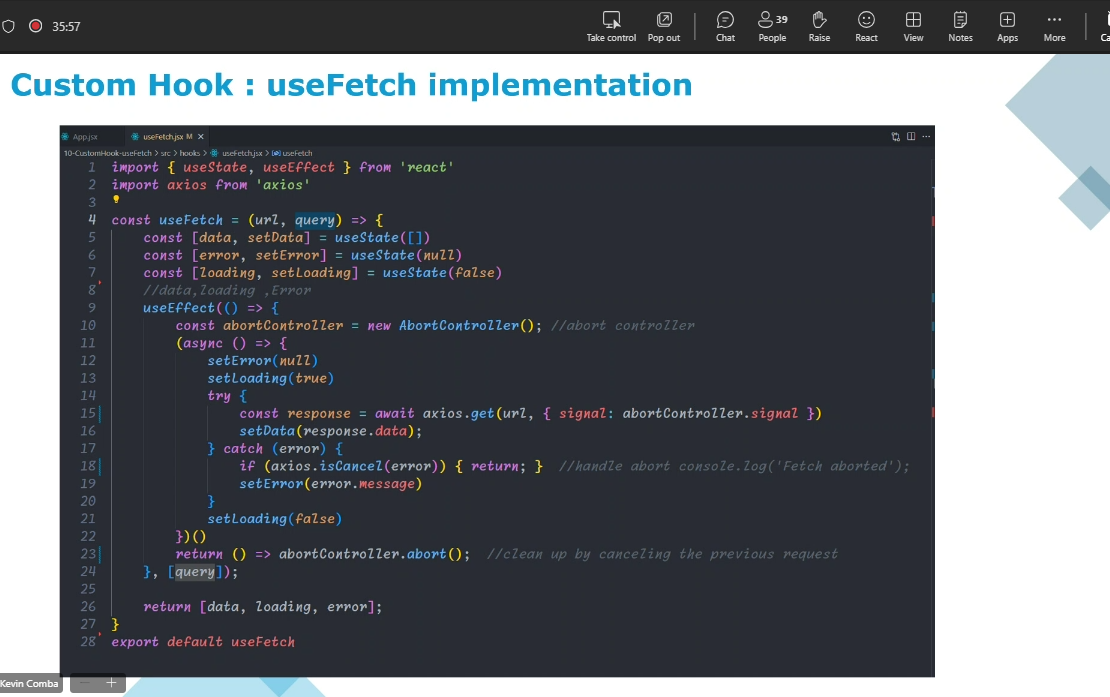 35:57
Take control Pop out Chat 39 People Raise React View Notes Apps More
Custom Hook : useFetch implementation
App.jsx useFetch.jsx M
10-CustomHook-useFetch > src > hooks > useFetch.jsx > useFetch
1 import { useState, useEffect } from 'react'
2 import axios from 'axios'
3
4 const useFetch = (url, query) => {
5 const [data, setData] = useState([])
6 const [error, setError] = useState(null)
7 const [loading, setLoading] = useState(false)
8 //data,loading ,Error
9 useEffect(() => {
10 const abortController = new AbortController(); //abort controller
11 (async () => {
12 setError(null)
13 setLoading(true)
14 try {
15 const response = await axios.get(url, { signal: abortController.signal })
16 setData(response.data);
17 } catch (error) {
18 if (axios.isCancel(error)) { return; } //handle abort console.log('Fetch aborted');
19 setError(error.message)
20 }
21 setLoading(false)
22 })()
23 return () => abortController.abort(); //clean up by canceling the previous request
24 }, [query]);
25
26 return [data, loading, error];
27 }
28 export default useFetch
Kevin Comba